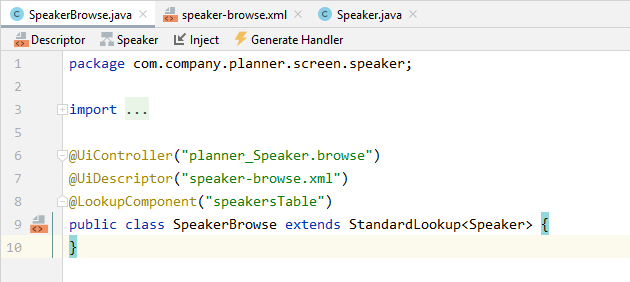 SpeakerBrowse.java × speaker-browse.xml × Speaker.java ×
Descriptor Speaker Inject Generate Handler
1 package com.company.planner.screen.speaker;
2
3 import ...
5
6 @UiController("planner_Speaker.browse")
7 @UiDescriptor("speaker-browse.xml")
8 @LookupComponent("speakersTable")
9 public class SpeakerBrowse extends StandardLookup<Speaker> {
10 }